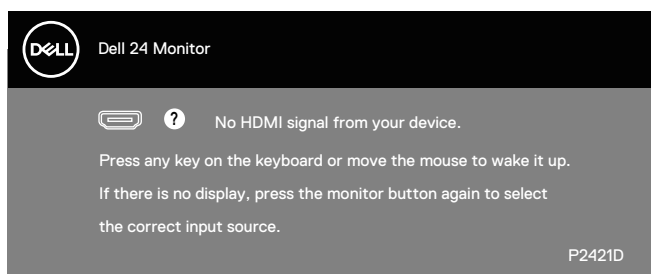 DELL
Dell 24 Monitor
? No HDMI signal from your device.
Press any key on the keyboard or move the mouse to wake it up.
If there is no display, press the monitor button again to select
the correct input source.
P2421D